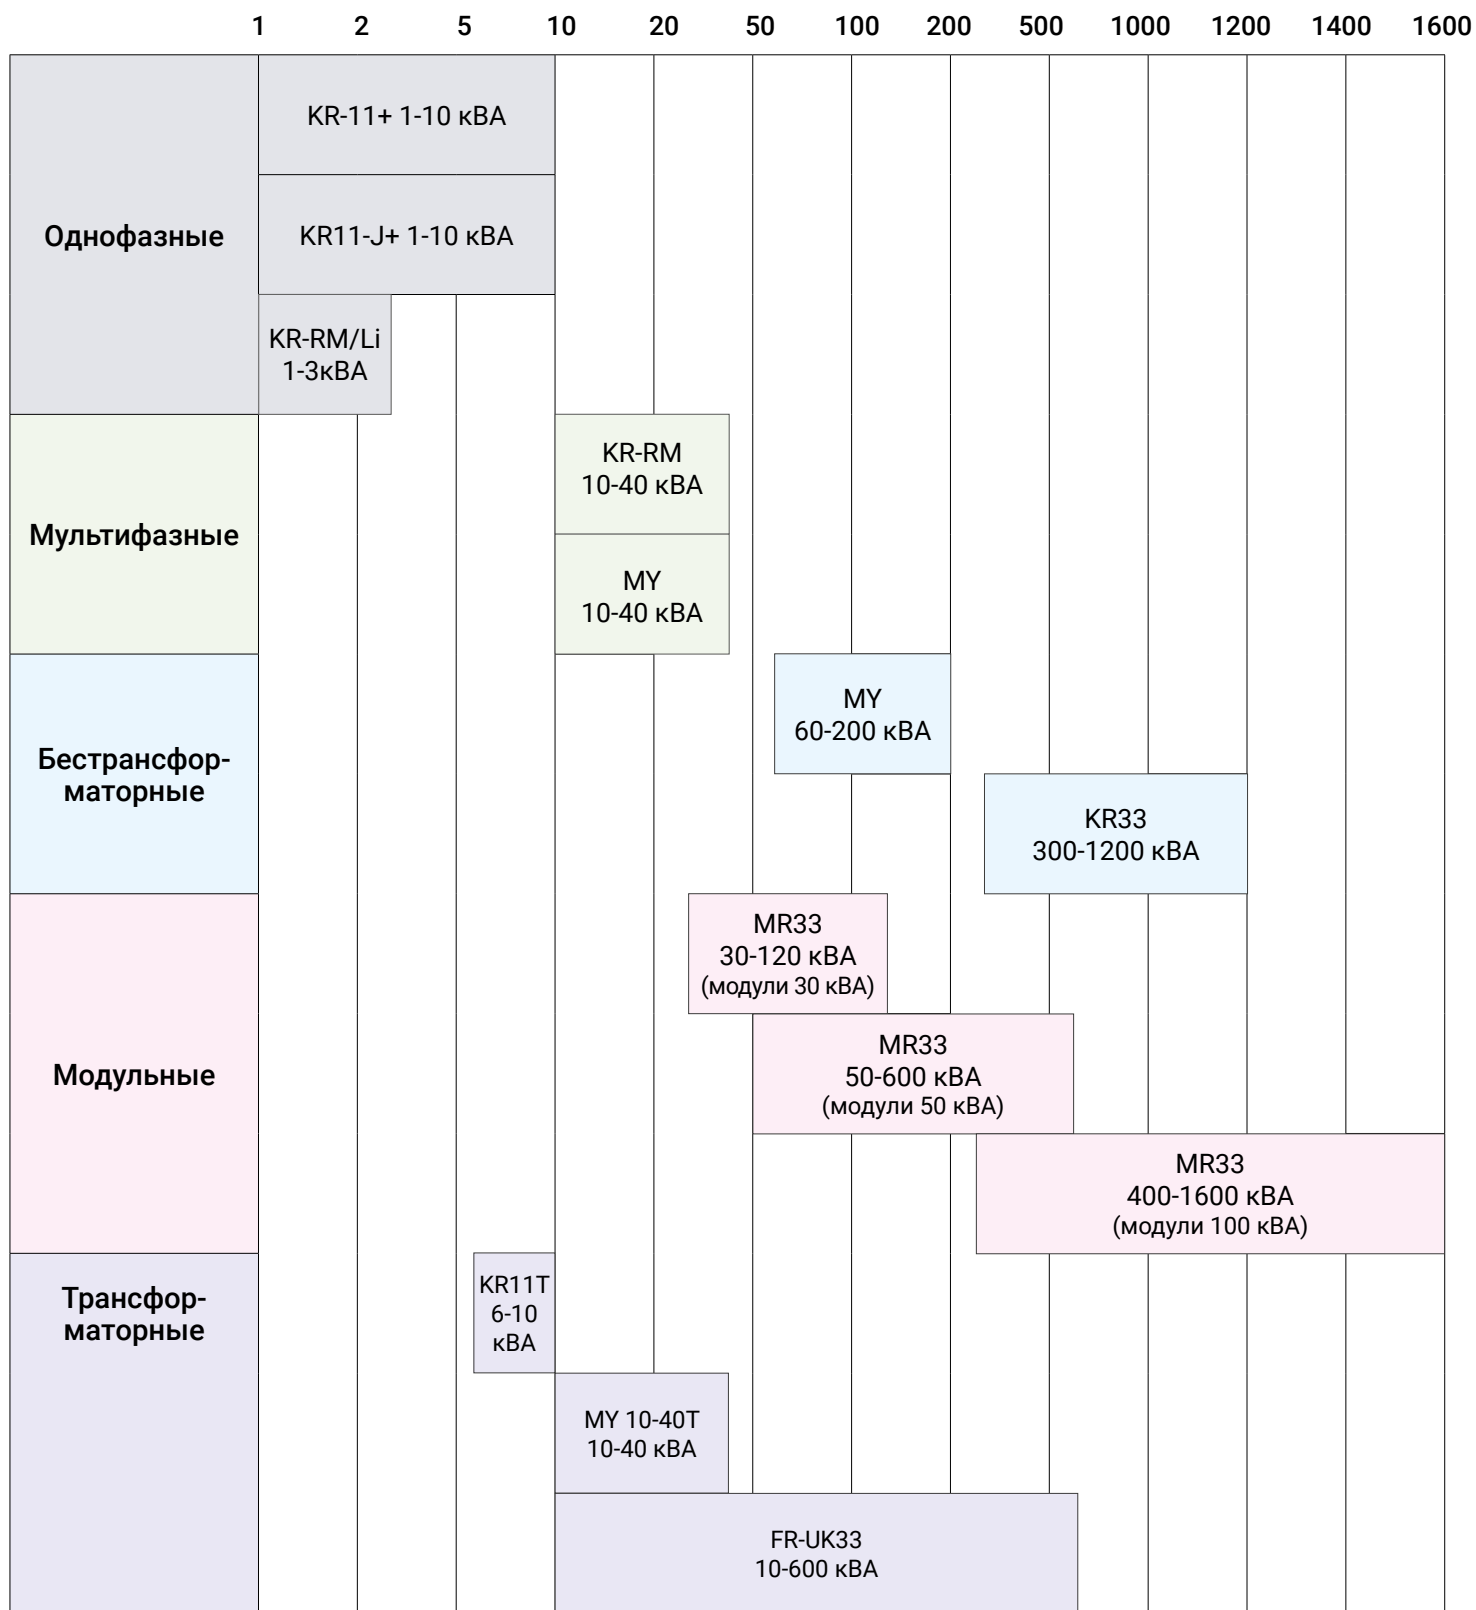 1 2 5 10 20 50 100 200 500 1000 1200 1400 1600
KR-11+ 1-10 кВА
Однофазные
KR11-J+ 1-10 кВА
KR-RM/Li
1-3кВА
Мультифазные
KR-RM
10-40 кВА
MY
10-40 кВА
Бестрансфор-
маторные
MY
60-200 кВА
KR33
300-1200 кВА
Модульные
MR33
30-120 кВА
(модули 30 кВА)
MR33
50-600 кВА
(модули 50 кВА)
MR33
400-1600 кВА
(модули 100 кВА)
Трансфор-
маторные
KR11T
6-10
кВА
MY 10-40T
10-40 кВА
FR-UK33
10-600 кВА